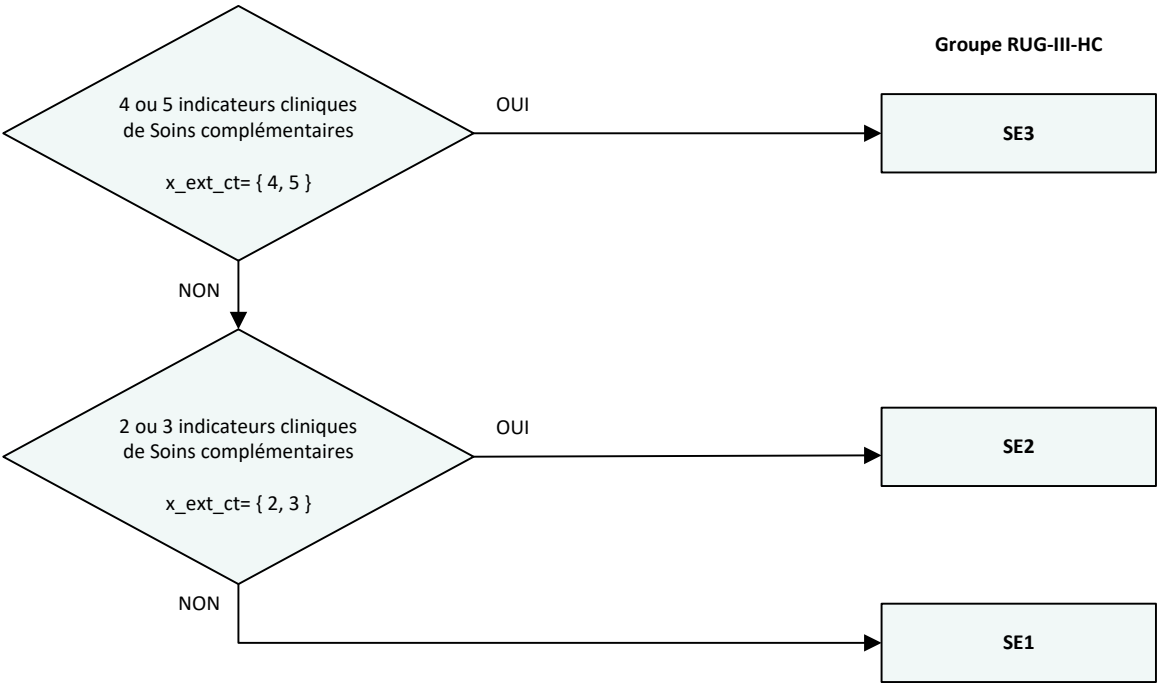 Groupe RUG-III-HC
4 ou 5 indicateurs cliniques
de Soins complémentaires
x_ext_ct= { 4, 5 }
OUI
SE3
NON
2 ou 3 indicateurs cliniques
de Soins complémentaires
x_ext_ct= { 2, 3 }
OUI
SE2
NON
SE1